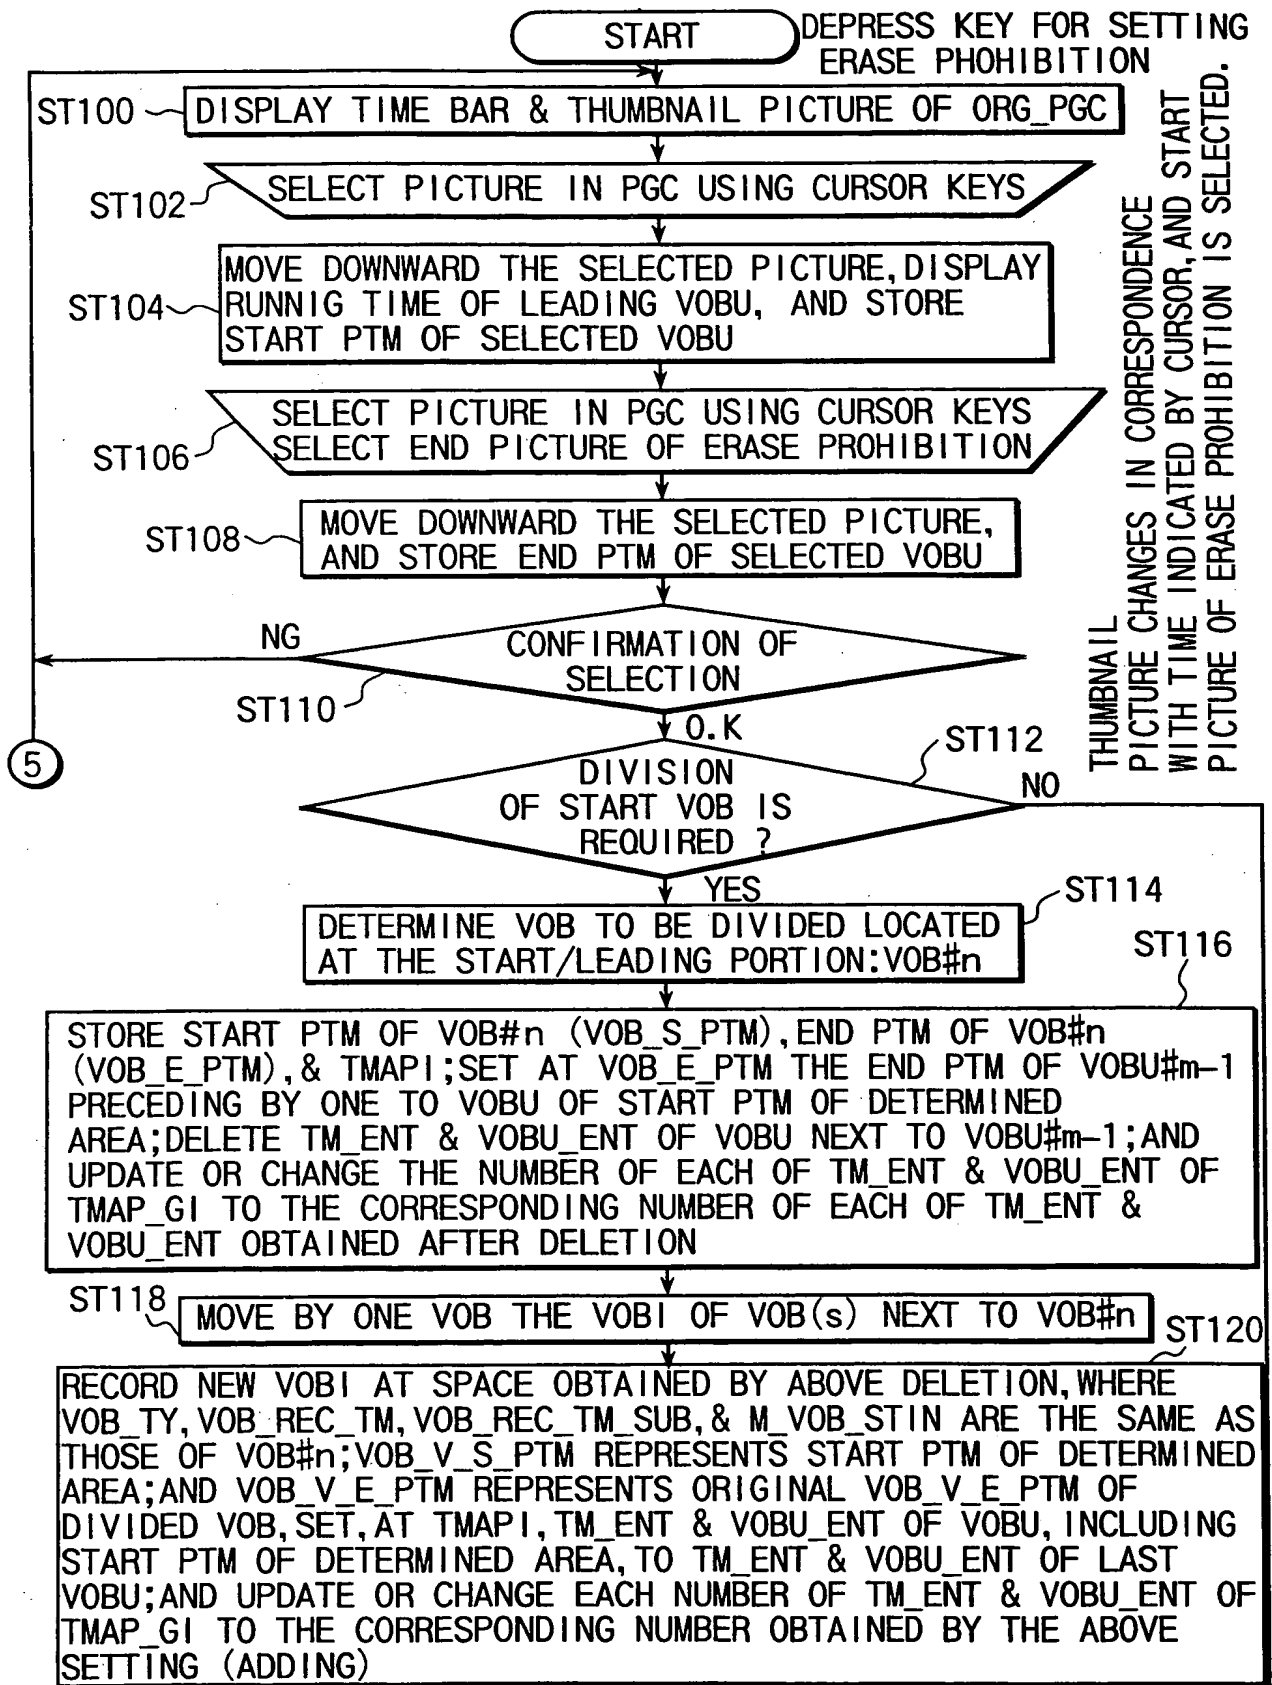 START
DEPRESS KEY FOR SETTING
ERASE PHOHIBITION
ST100
DISPLAY TIME BAR & THUMBNAIL PICTURE OF ORG_PGC
ST102
SELECT PICTURE IN PGC USING CURSOR KEYS
ST104
MOVE DOWNWARD THE SELECTED PICTURE, DISPLAY
RUNNIG TIME OF LEADING VOBU, AND STORE
START PTM OF SELECTED VOBU
ST106
SELECT PICTURE IN PGC USING CURSOR KEYS
SELECT END PICTURE OF ERASE PROHIBITION
ST108
MOVE DOWNWARD THE SELECTED PICTURE,
AND STORE END PTM OF SELECTED VOBU
THUMBNAIL
PICTURE CHANGES IN CORRESPONDENCE
WITH TIME INDICATED BY CURSOR, AND START
PICTURE OF ERASE PROHIBITION IS SELECTED.
NG
CONFIRMATION OF
SELECTION
ST110
O.K
5
ST112
DIVISION
OF START VOB IS
REQUIRED ?
NO
YES
ST114
DETERMINE VOB TO BE DIVIDED LOCATED
AT THE START/LEADING PORTION:VOB#n
ST116
STORE START PTM OF VOB#n (VOB_S_PTM), END PTM OF VOB#n
(VOB_E_PTM), & TMAPI;SET AT VOB_E_PTM THE END PTM OF VOBU#m-1
PRECEDING BY ONE TO VOBU OF START PTM OF DETERMINED
AREA;DELETE TM_ENT & VOBU_ENT OF VOBU NEXT TO VOBU#m-1;AND
UPDATE OR CHANGE THE NUMBER OF EACH OF TM_ENT & VOBU_ENT OF
TMAP_GI TO THE CORRESPONDING NUMBER OF EACH OF TM_ENT &
VOBU_ENT OBTAINED AFTER DELETION
ST118
MOVE BY ONE VOB THE VOBI OF VOB(s) NEXT TO VOB#n
ST120
RECORD NEW VOBI AT SPACE OBTAINED BY ABOVE DELETION, WHERE
VOB_TY, VOB_REC_TM, VOB_REC_TM_SUB, & M_VOB_STIN ARE THE SAME AS
THOSE OF VOB#n;VOB_V_S_PTM REPRESENTS START PTM OF DETERMINED
AREA;AND VOB_V_E_PTM REPRESENTS ORIGINAL VOB_V_E_PTM OF
DIVIDED VOB, SET, AT TMAPI, TM_ENT & VOBU_ENT OF VOBU, INCLUDING
START PTM OF DETERMINED AREA, TO TM_ENT & VOBU_ENT OF LAST
VOBU;AND UPDATE OR CHANGE EACH NUMBER OF TM_ENT & VOBU_ENT OF
TMAP_GI TO THE CORRESPONDING NUMBER OBTAINED BY THE ABOVE
SETTING (ADDING)